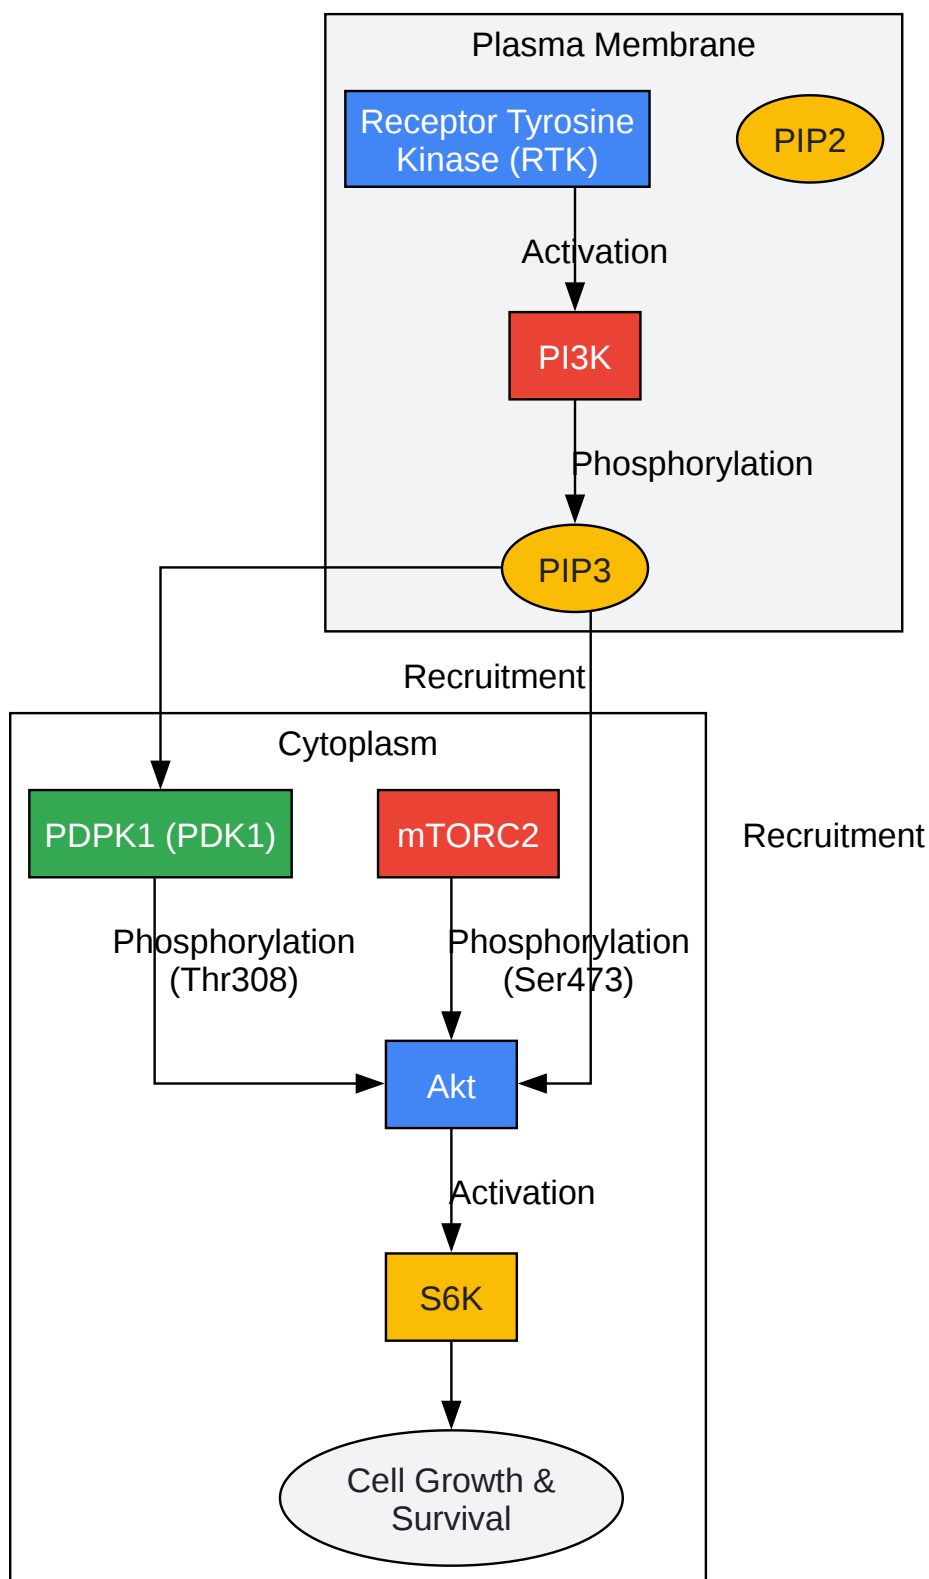 Plasma Membrane
Receptor Tyrosine
Kinase (RTK)
PIP2
Activation
PI3K
Phosphorylation
PIP3
Recruitment
Cytoplasm
PDPK1 (PDK1)
mTORC2
Recruitment
Phosphorylation
(Thr308)
Phosphorylation
(Ser473)
Akt
Activation
S6K
Cell Growth &
Survival